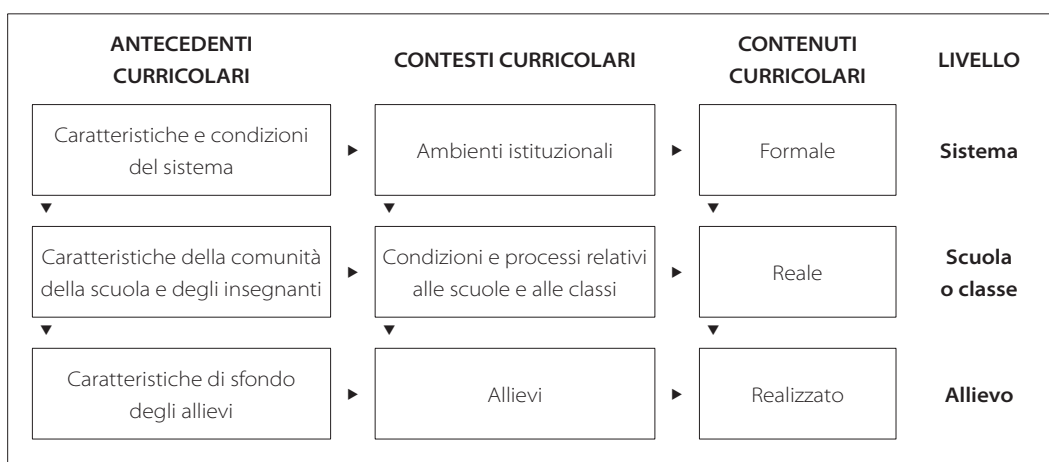 ANTECEDENTI
CURRICOLARI
CONTESTI CURRICOLARI
CONTENUTI
CURRICOLARI
LIVELLO
Caratteristiche e condizioni
del sistema
Ambienti istituzionali
Formale
Sistema
Caratteristiche della comunità
della scuola e degli insegnanti
Condizioni e processi relativi
alle scuole e alle classi
Reale
Scuola
o classe
Caratteristiche di sfondo
degli allievi
Allievi
Realizzato
Allievo